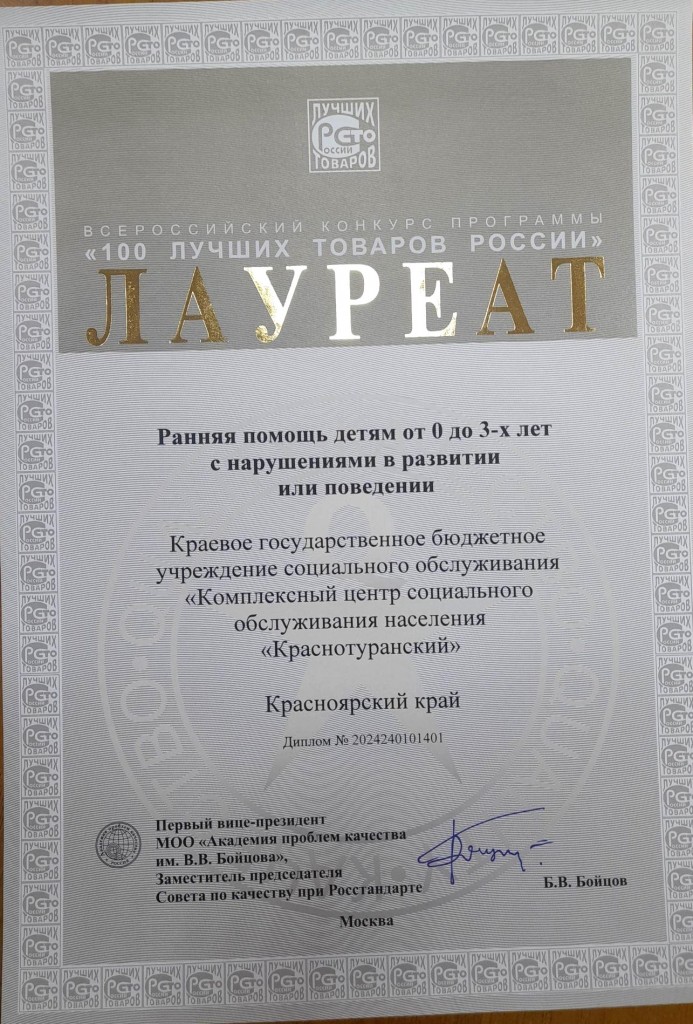 ЛУЧШИХ
РСТО
РОССИИ
ТОВАРОВ
ВСЕРОССИЙСКИЙ КОНКУРС ПРОГРАММЫ
«100 ЛУЧШИХ ТОВАРОВ РОССИИ»
ЛАУРЕАТ
Ранняя помощь детям от 0 до 3-х лет
с нарушениями в развитии
или поведении
Краевое государственное бюджетное
учреждение социального обслуживания
«Комплексный центр социального
обслуживания населения
«Краснотуранский»
Красноярский край
Диплом № 2024240101401
Первый вице-президент
МОО «Академия проблем качества
им. В.В. Бойцова»,
Заместитель председателя
Совета по качеству при Росстандарте
Б.В. Бойцов
Москва